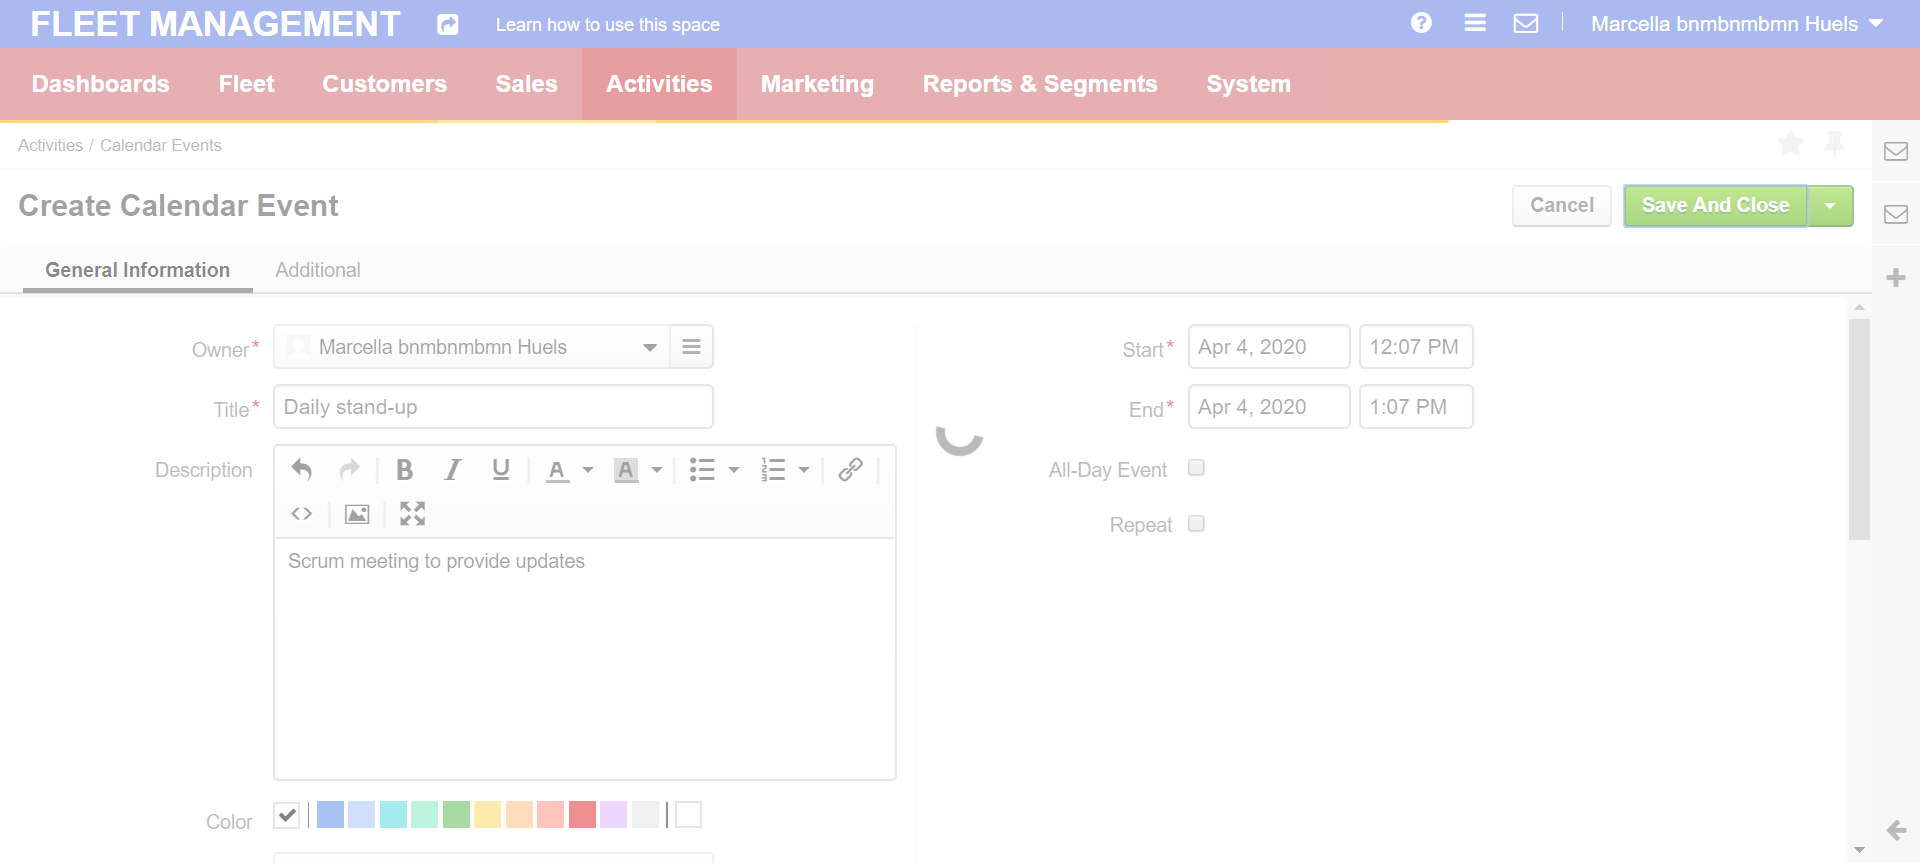 FLEET MANAGEMENT
Learn how to use this space
Marcella bnmbnmbmn Huels
Dashboards Fleet Customers Sales Activities Marketing Reports & Segments System
Activities / Calendar Events
Create Calendar Event
Cancel
Save And Close
General Information
Additional
Owner*
Marcella bnmbnmbmn Huels
Title*
Daily stand-up
Description
Scrum meeting to provide updates
Color
Start*
Apr 4, 2020
12:07 PM
End*
Apr 4, 2020
1:07 PM
All-Day Event
Repeat